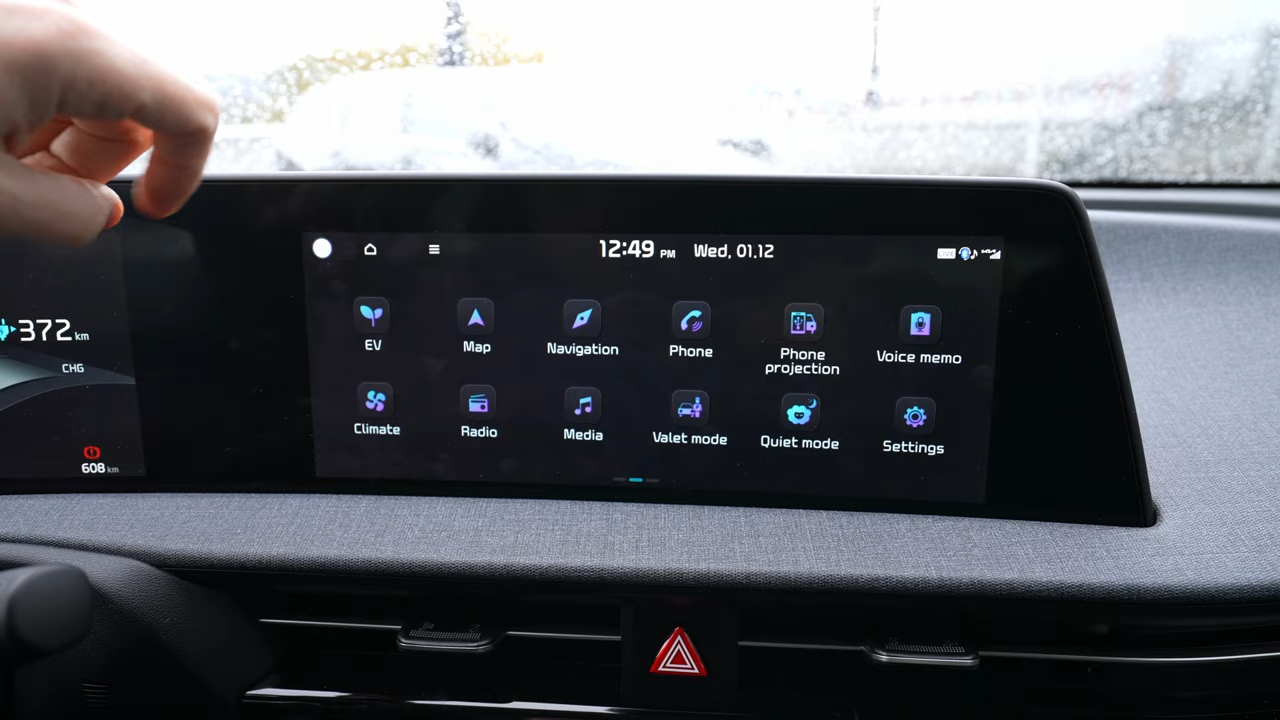 12:49 PM Wed, 01.12
LIVE
372 km
CHG
608 km
EV
Map
Navigation
Phone
Phone
projection
Voice memo
Climate
Radio
Media
Valet mode
Quiet mode
Settings